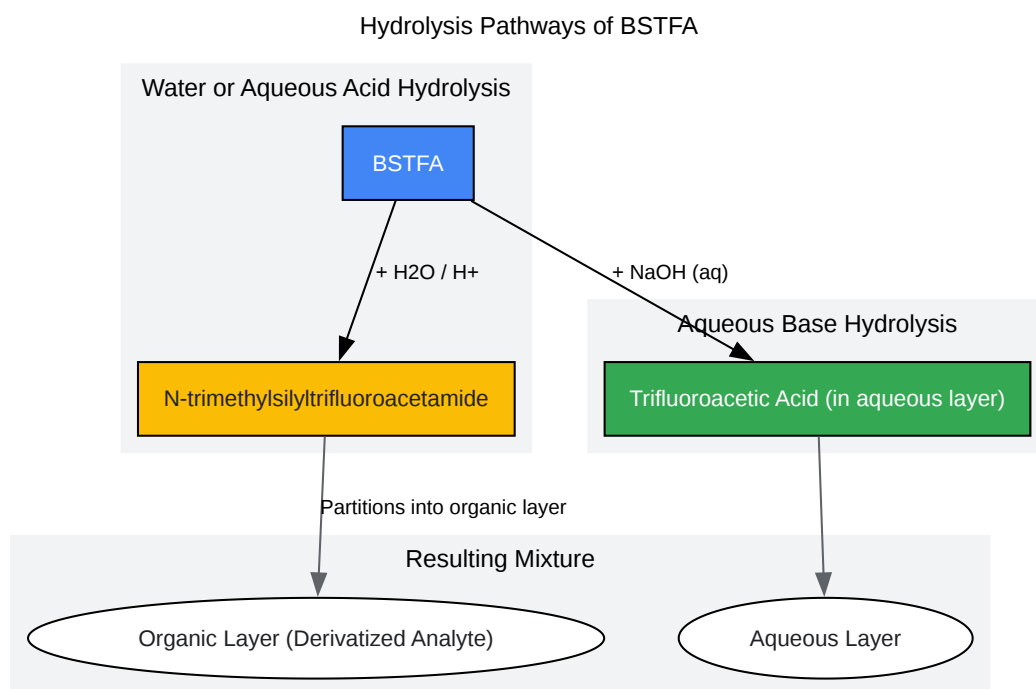 Hydrolysis Pathways of BSTFA
Water or Aqueous Acid Hydrolysis
BSTFA
+ H2O / H+
+ NaOH (aq)
Aqueous Base Hydrolysis
N-trimethylsilyltrifluoroacetamide
Trifluoroacetic Acid (in aqueous layer)
Partitions into organic layer
Resulting Mixture
Organic Layer (Derivatized Analyte)
Aqueous Layer